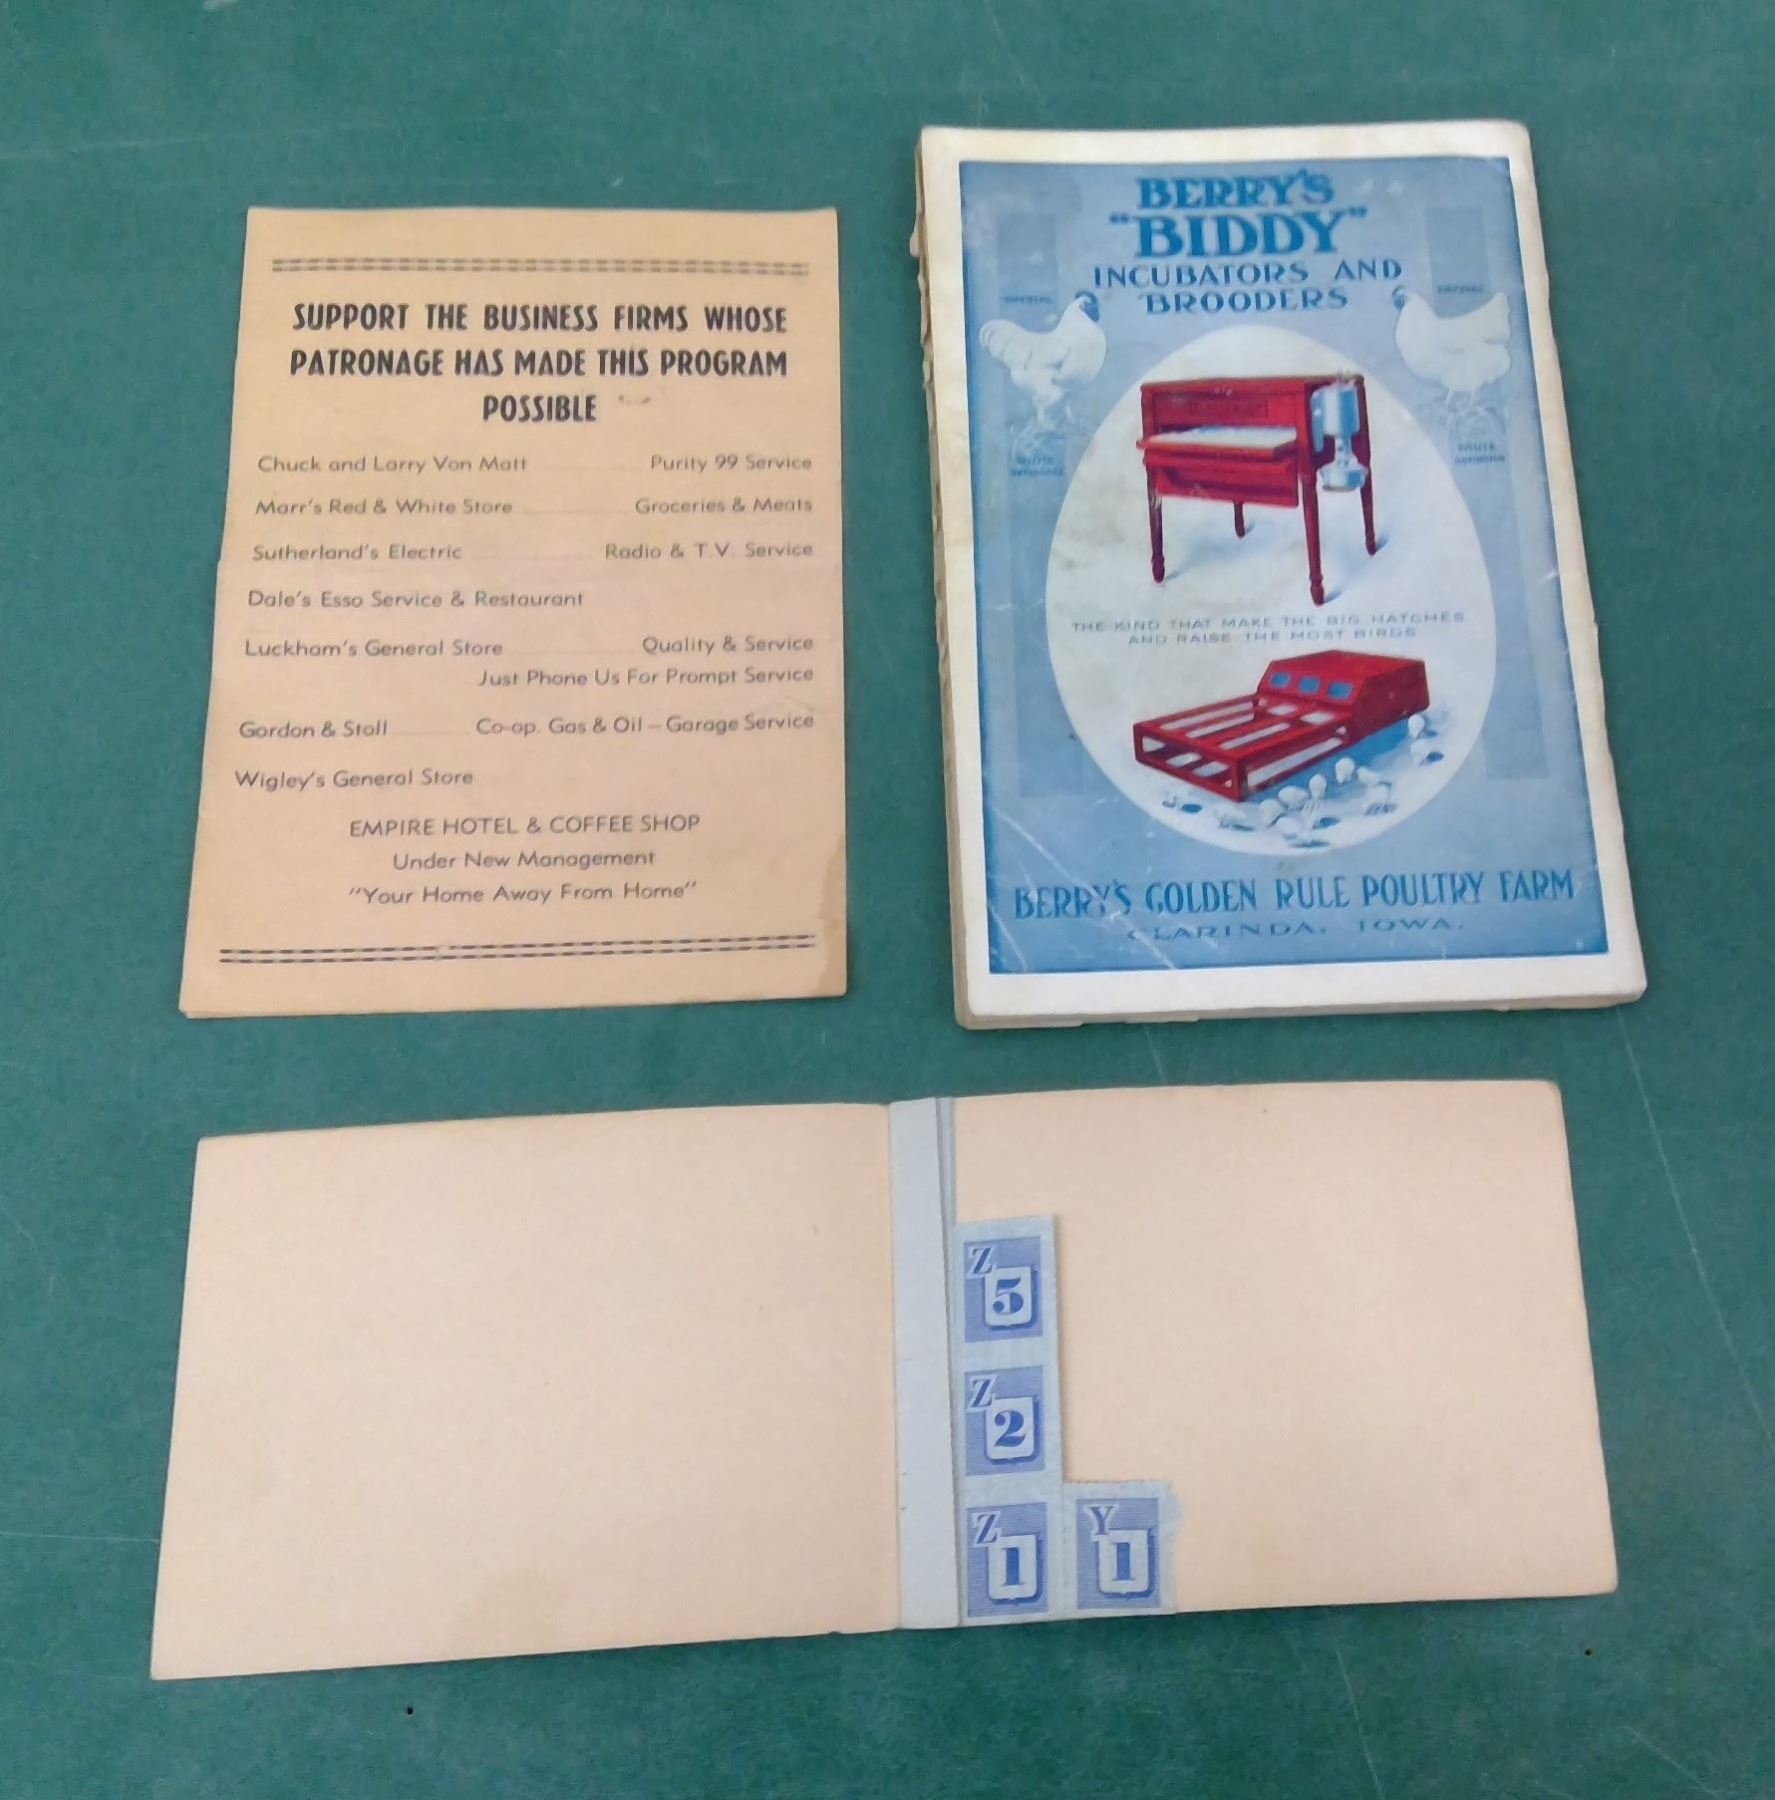 SUPPORT THE BUSINESS FIRMS WHOSE
PATRONAGE HAS MADE THIS PROGRAM
POSSIBLE
Chuck and Larry Von Matt Purity 99 Service
Marr's Red & White Store Groceries & Meats
Sutherland's Electric Radio & T.V. Service
Dale's Esso Service & Restaurant
Luckham's General Store Quality & Service
Just Phone Us For Prompt Service
Gordon & Stoll Co-op. Gas & Oil – Garage Service
Wigley's General Store
EMPIRE HOTEL & COFFEE SHOP
Under New Management
"Your Home Away From Home"
BERRY'S
"BIDDY"
INCUBATORS AND
BROODERS
THE KIND THAT MAKE THE BIG HATCHES
AND RAISE THE MOST BIRDS
BERRY'S GOLDEN RULE POULTRY FARM
CLARINDA, IOWA.
Z 5
Z 2
Z 1 Y 1